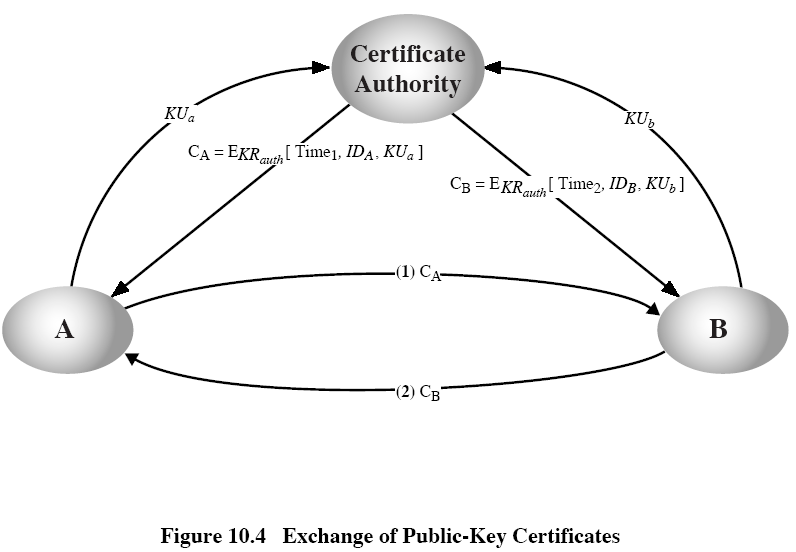 Certificate
Authority
KUa
KUb
CA = EKRauth[ Time1, IDA, KUa ]
CB = EKRauth[ Time2, IDB, KUb ]
(1) CA
A
B
(2) CB
Figure 10.4 Exchange of Public-Key Certificates